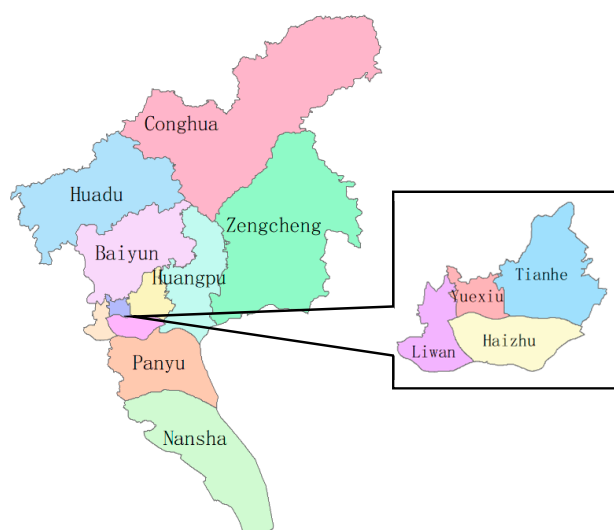 Conghua
Huadu
Zengcheng
Baiyun
Huangpu
Panyu
Nansha
Tianhe
Yuexiu
Haizhu
Liwan